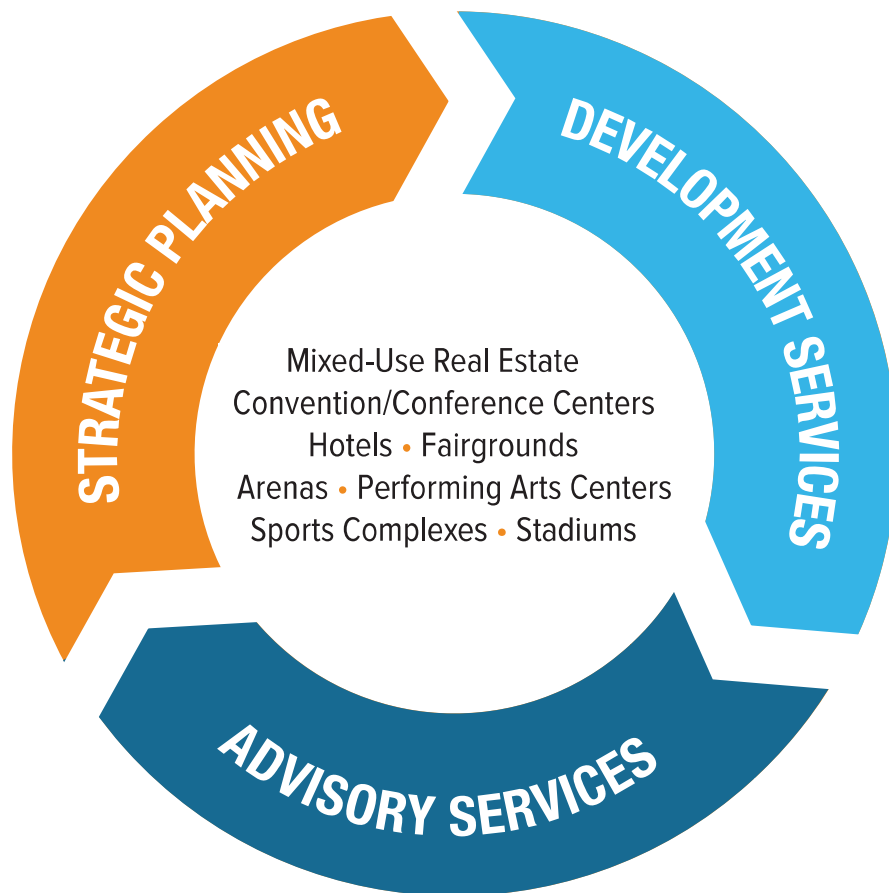 STRATEGIC PLANNING
DEVELOPMENT SERVICES
Mixed-Use Real Estate
Convention/Conference Centers
Hotels • Fairgrounds
Arenas • Performing Arts Centers
Sports Complexes • Stadiums
ADVISORY SERVICES